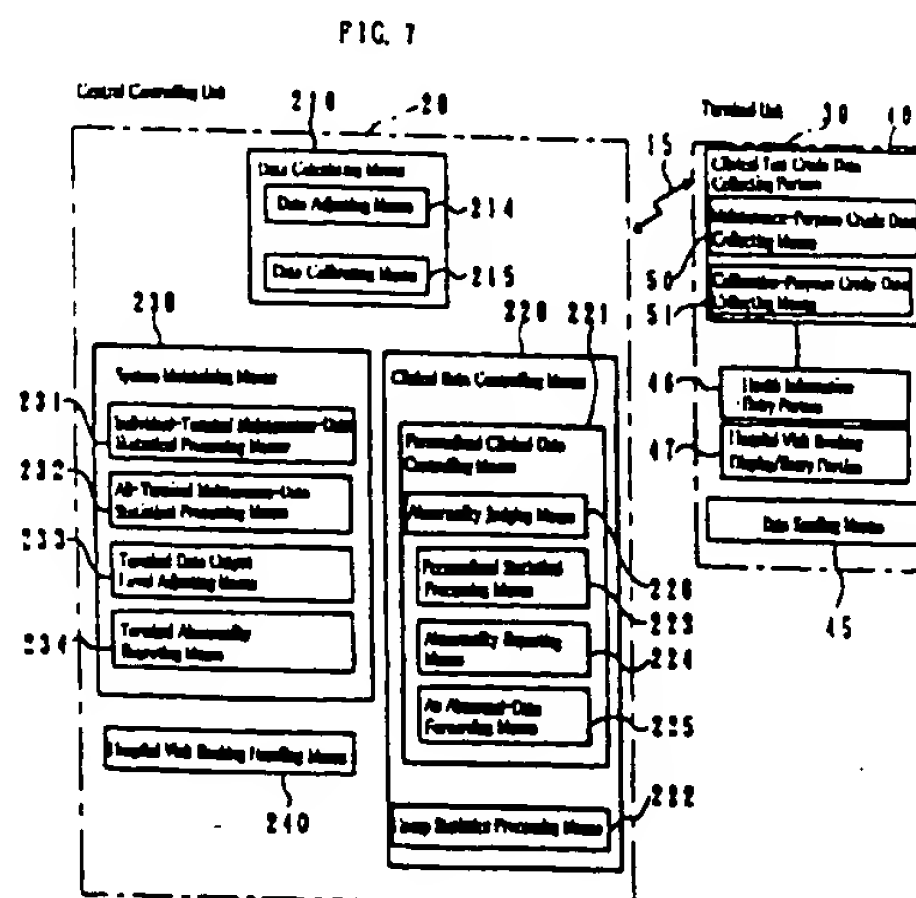 FIG. 7
Central Controlling Unit
210
20
Data Calculating Means
Data Adjusting Means
214
Data Calibrating Means
215
15
Terminal Unit
30
40
Clinical Test Crude Data
Collecting Portion
Maintenance-Purpose Crude Data
Collecting Means
50
Calibration-Purpose Crude Data
Collecting Means
51
46
Health Information
Entry Portion
47
Hospital Visit Booking
Display/Entry Portion
Data Sending Means
45
230
System Maintaining Means
231
Individual-Terminal Maintenance-Data
Statistical Processing Means
232
All-Terminal Maintenance-Data
Statistical Processing Means
233
Terminal Data Output
Level Adjusting Means
234
Terminal Abnormality
Reporting Means
Hospital Visit Booking Handling Means
240
220
221
Clinical Data Controlling Means
Personalized Clinical Data
Controlling Means
Abnormality Judging Means
226
Personalized Statistical
Processing Means
223
Abnormality Reporting
Means
224
An Abnormal-Data
Forwarding Means
225
Group Statistics Processing Means
222